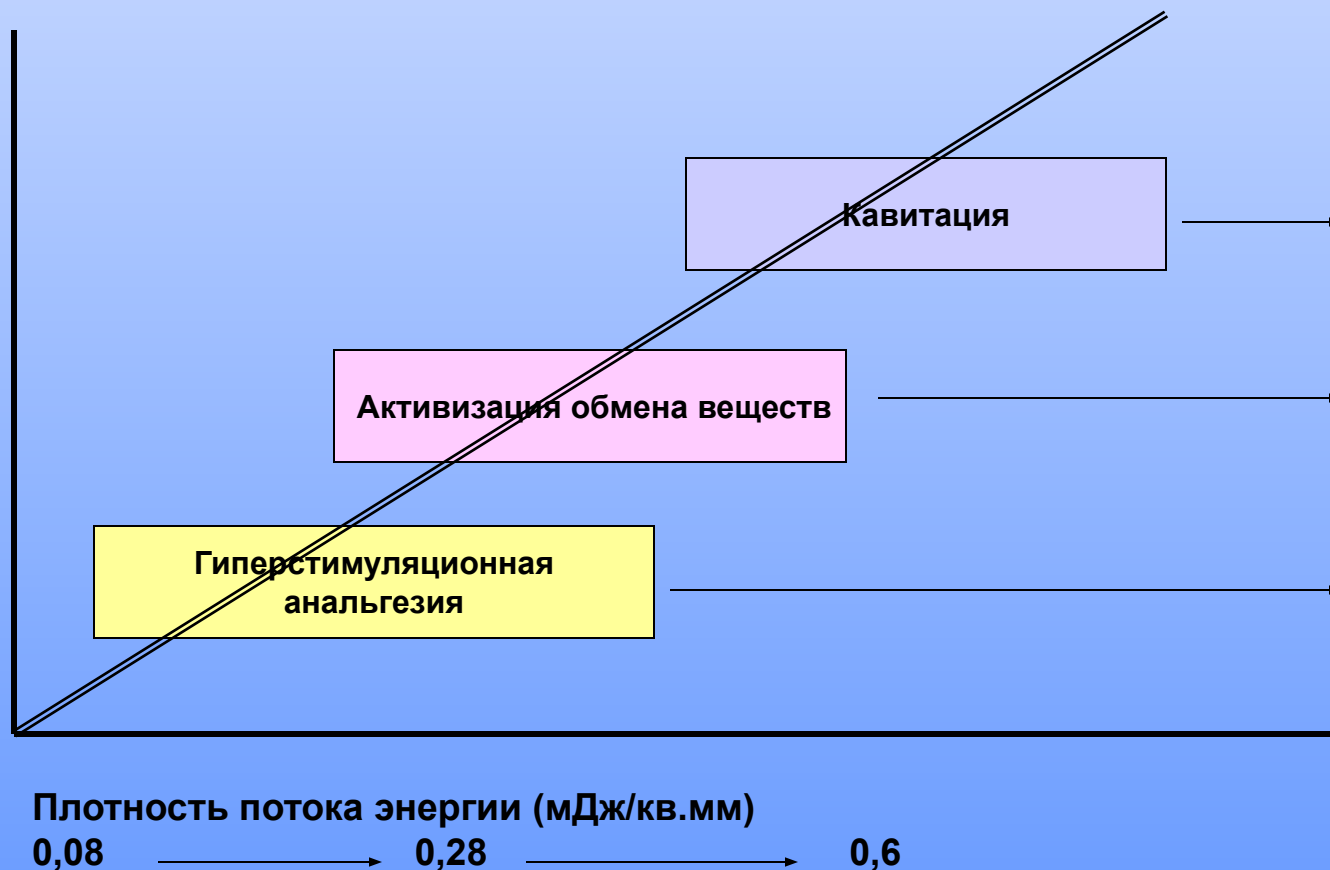 Кавитация
Активизация обмена веществ
Гиперстимуляционная
анальгезия
Плотность потока энергии (мДж/кв.мм)
0,08 0,28 0,6